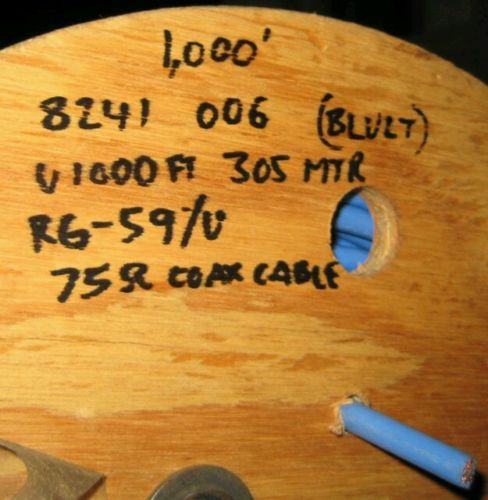 1,000'
8241 006 (BLULT)
U1000FT 305 MTR
RG-59/U
75Ω COAX CABLE